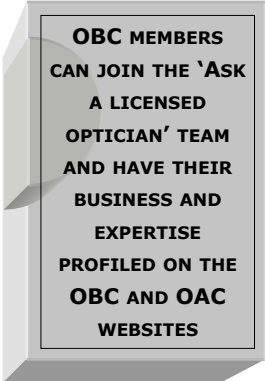 OBC MEMBERS
CAN JOIN THE ‘ASK
A LICENSED
OPTICIAN’ TEAM
AND HAVE THEIR
BUSINESS AND
EXPERTISE
PROFILED ON THE
OBC AND OAC
WEBSITES